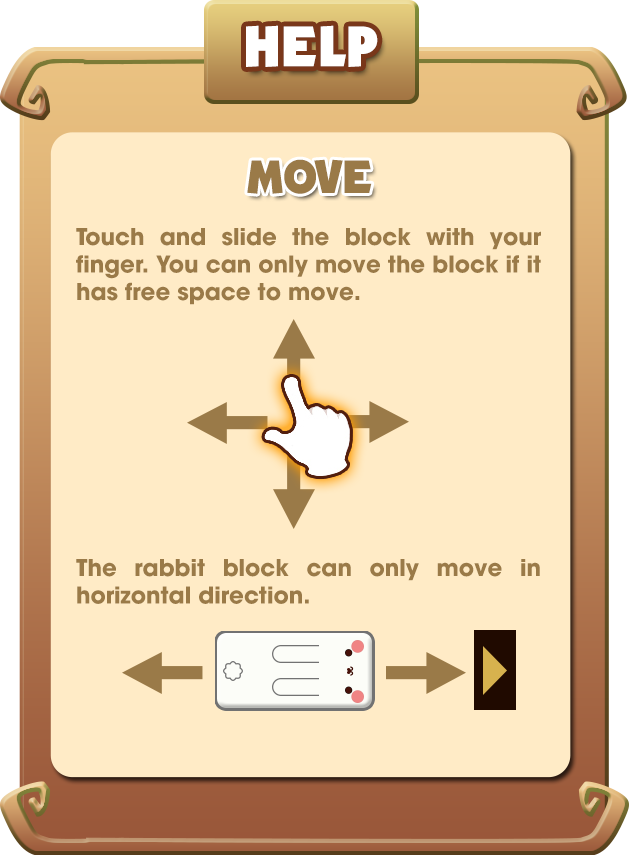 HELP
MOVE
Touch and slide the block with your
finger. You can only move the block if it
has free space to move.
The rabbit block can only move in
horizontal direction.